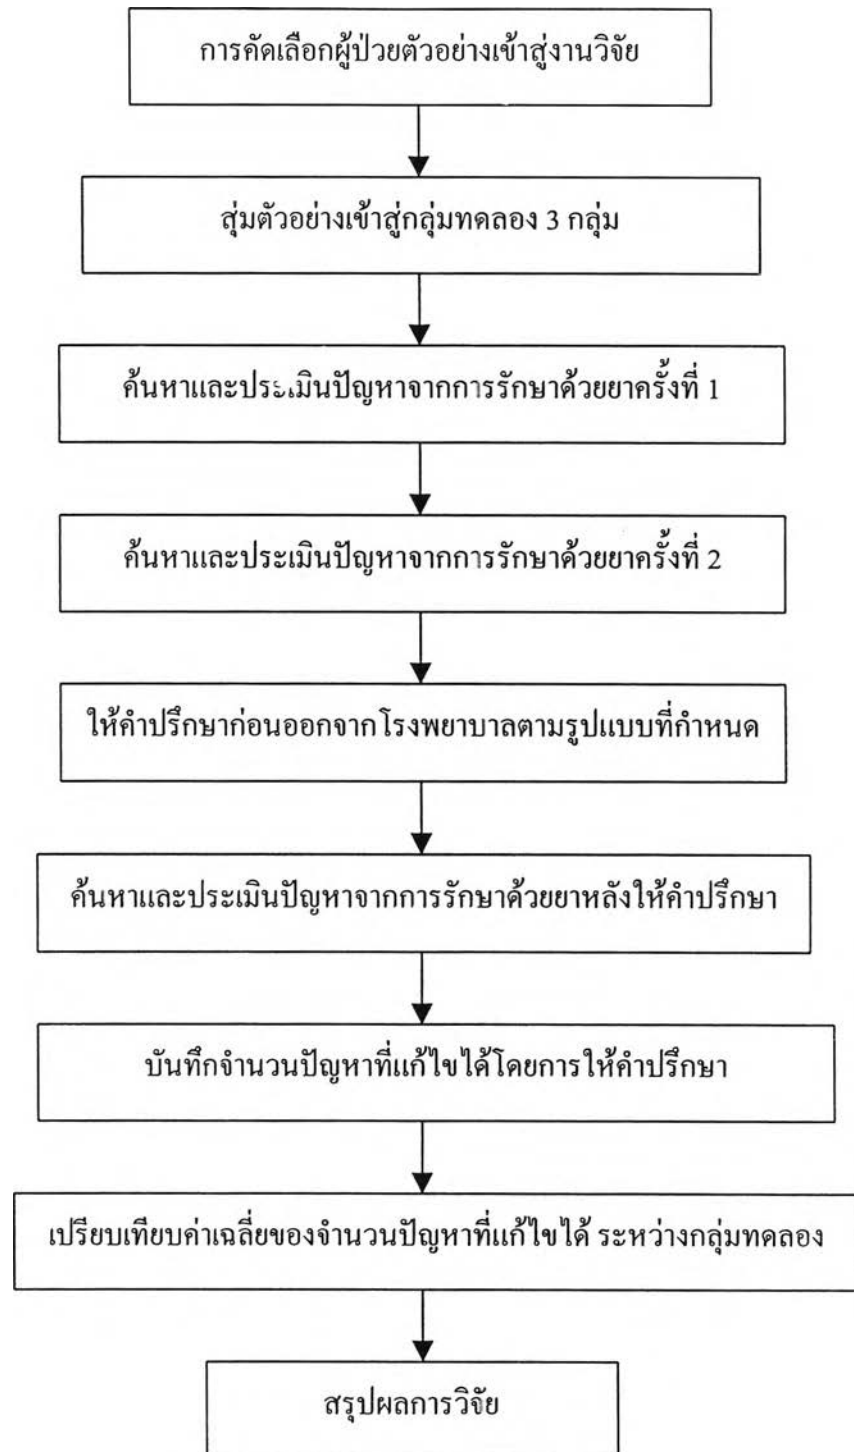 การคัดเลือกผู้ป่วยตัวอย่างเข้าสู่งานวิจัย
สุ่มตัวอย่างเข้าสู่กลุ่มทดลอง 3 กลุ่ม
ค้นหาและประเมินปัญหาจากการรักษาด้วยยาครั้งที่ 1
ค้นหาและประเมินปัญหาจากการรักษาด้วยยาครั้งที่ 2
ให้คำปรึกษาก่อนออกจากโรงพยาบาลตามรูปแบบที่กำหนด
ค้นหาและประเมินปัญหาจากการรักษาด้วยยาหลังให้คำปรึกษา
บันทึกจำนวนปัญหาที่แก้ไขได้โดยการให้คำปรึกษา
เปรียบเทียบค่าเฉลี่ยของจำนวนปัญหาที่แก้ไขได้ ระหว่างกลุ่มทดลอง
สรุปผลการวิจัย